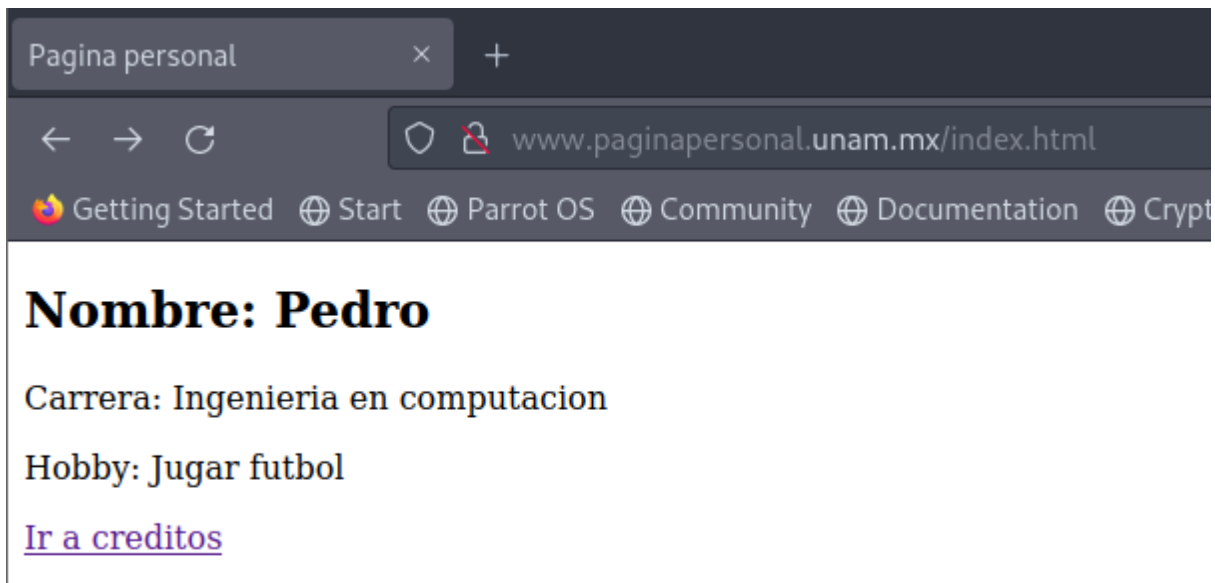 Pagina personal
www.paginapersonal.unam.mx/index.html
Getting Started Start Parrot OS Community Documentation Crypt
Nombre: Pedro
Carrera: Ingenieria en computacion
Hobby: Jugar futbol
Ir a creditos